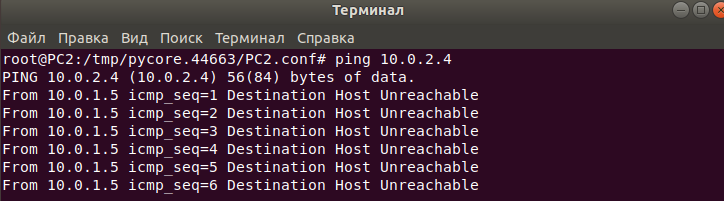 Терминал
Файл Правка Вид Поиск Терминал Справка
root@PC2:/tmp/pycore.44663/PC2.conf# ping 10.0.2.4
PING 10.0.2.4 (10.0.2.4) 56(84) bytes of data.
From 10.0.1.5 icmp_seq=1 Destination Host Unreachable
From 10.0.1.5 icmp_seq=2 Destination Host Unreachable
From 10.0.1.5 icmp_seq=3 Destination Host Unreachable
From 10.0.1.5 icmp_seq=4 Destination Host Unreachable
From 10.0.1.5 icmp_seq=5 Destination Host Unreachable
From 10.0.1.5 icmp_seq=6 Destination Host Unreachable